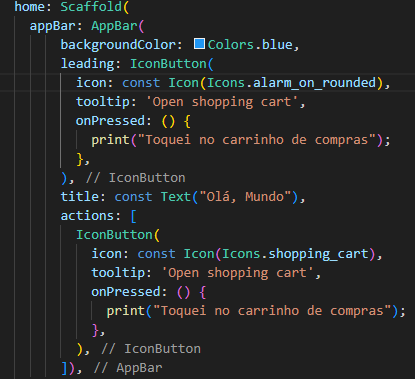 home: Scaffold(
appBar: AppBar(
backgroundColor: Colors.blue,
leading: IconButton(
icon: const Icon(Icons.alarm_on_rounded),
tooltip: 'Open shopping cart',
onPressed: () {
print("Toquei no carrinho de compras");
},
), // IconButton
title: const Text("Olá, Mundo"),
actions: [
IconButton(
icon: const Icon(Icons.shopping_cart),
tooltip: 'Open shopping cart',
onPressed: () {
print("Toquei no carrinho de compras");
},
), // IconButton
]), // AppBar